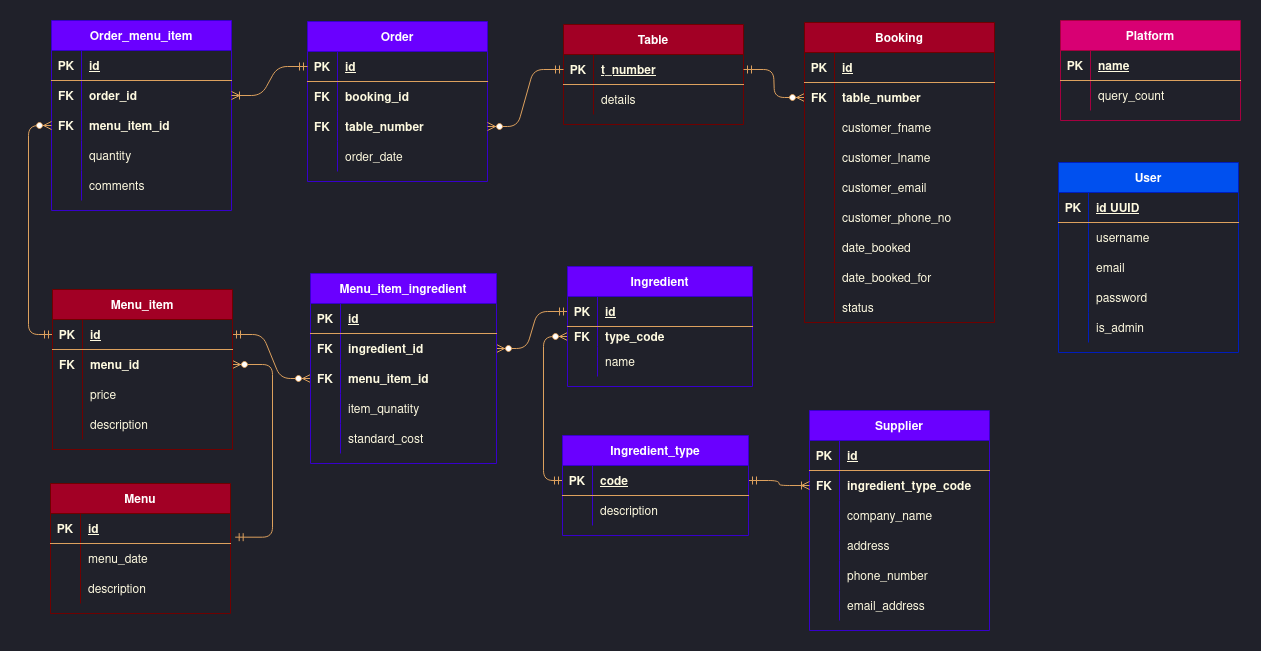 Order_menu_item
PK id
FK order_id
FK menu_item_id
quantity
comments
Order
PK id
FK booking_id
FK table_number
order_date
Table
PK t_number
details
Booking
PK id
FK table_number
customer_fname
customer_lname
customer_email
customer_phone_no
date_booked
date_booked_for
status
Platform
PK name
query_count
User
PK id UUID
username
email
password
is_admin
Menu_item
PK id
FK menu_id
price
description
Menu_item_ingredient
PK id
FK ingredient_id
FK menu_item_id
item_qunatity
standard_cost
Ingredient
PK id
FK type_code
name
Ingredient_type
PK code
description
Supplier
PK id
FK ingredient_type_code
company_name
address
phone_number
email_address
Menu
PK id
menu_date
description